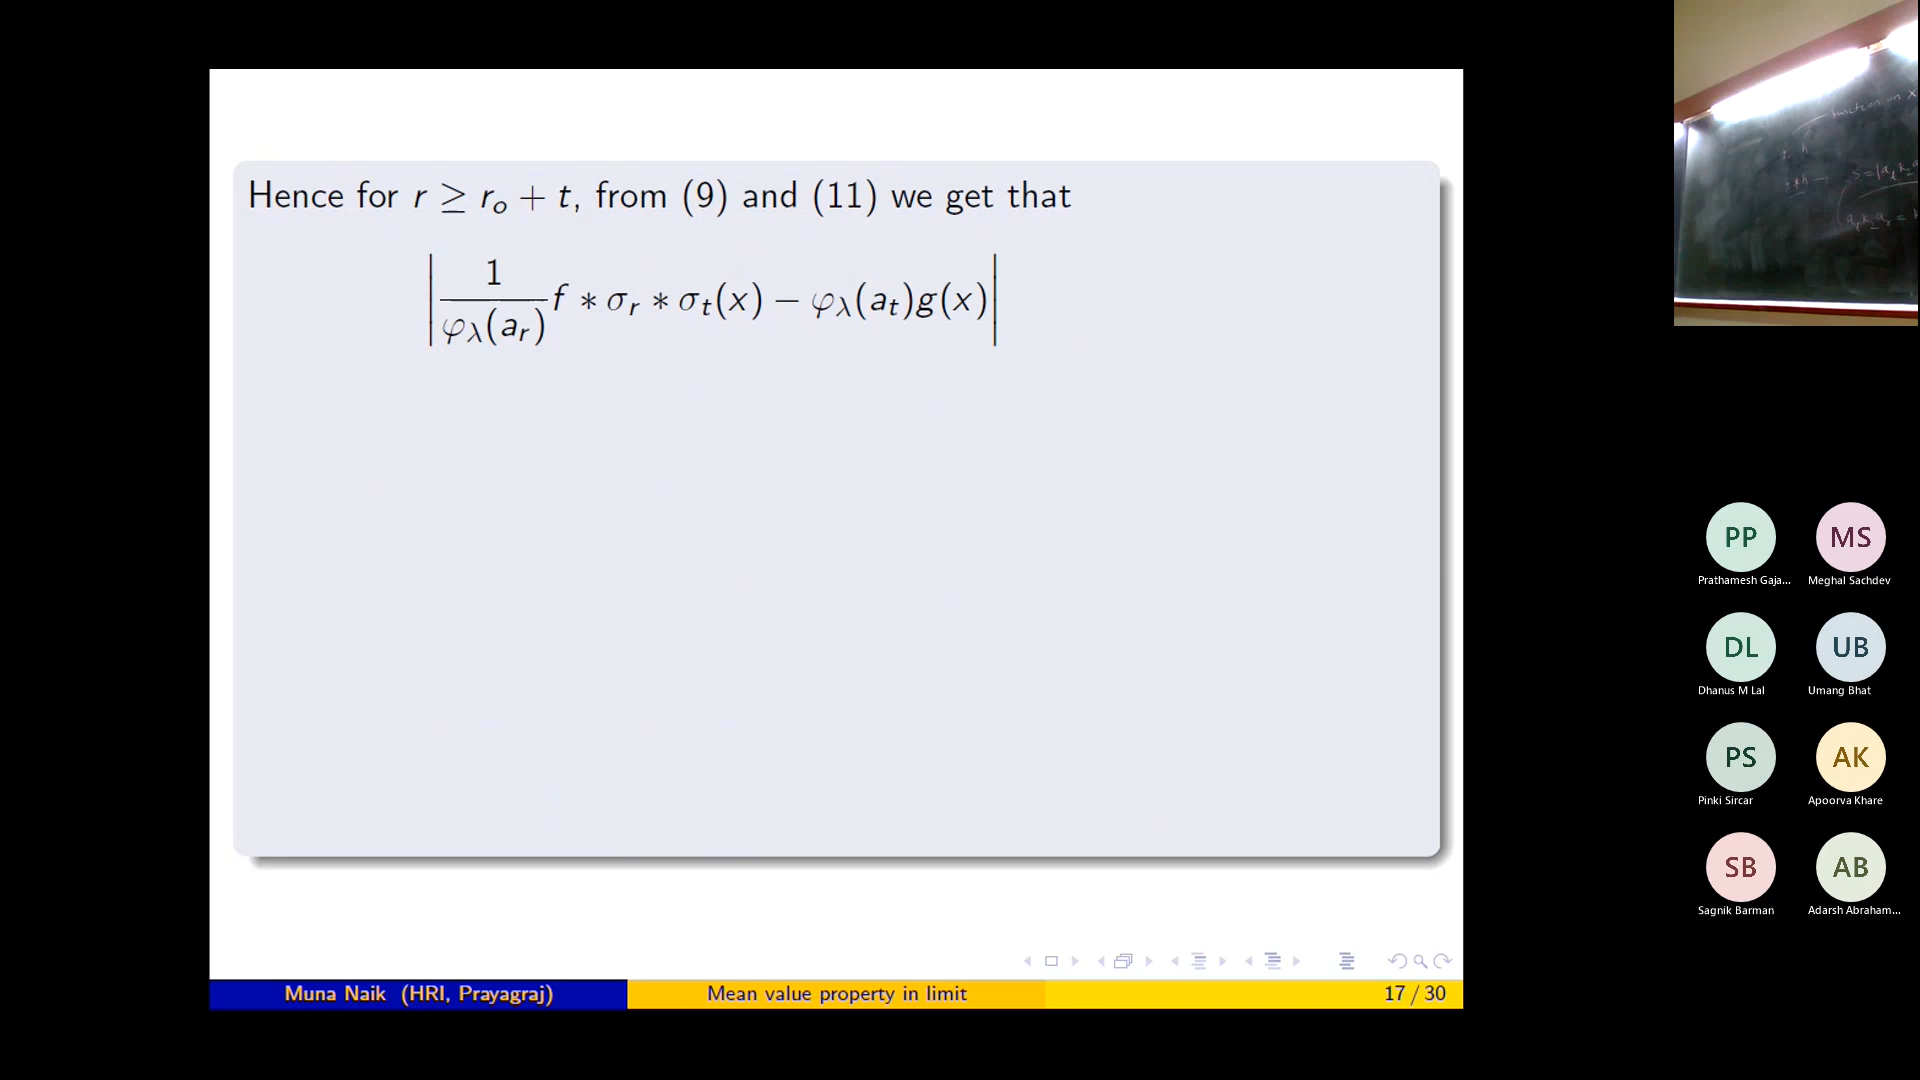 Hence for r ≥ r_o + t, from (9) and (11) we get that
| 1/φ_λ(a_r) f ∗ σ_r ∗ σ_t(x) − φ_λ(a_t)g(x) |
Muna Naik (HRI, Prayagraj) Mean value property in limit 17 / 30
function on X
PP MS
Prathamesh Gaja... Meghal Sachdev
DL UB
Dhanus M Lal Umang Bhat
PS AK
Pinki Sircar Apoorva Khare
SB AB
Sagnik Barman Adarsh Abraham...